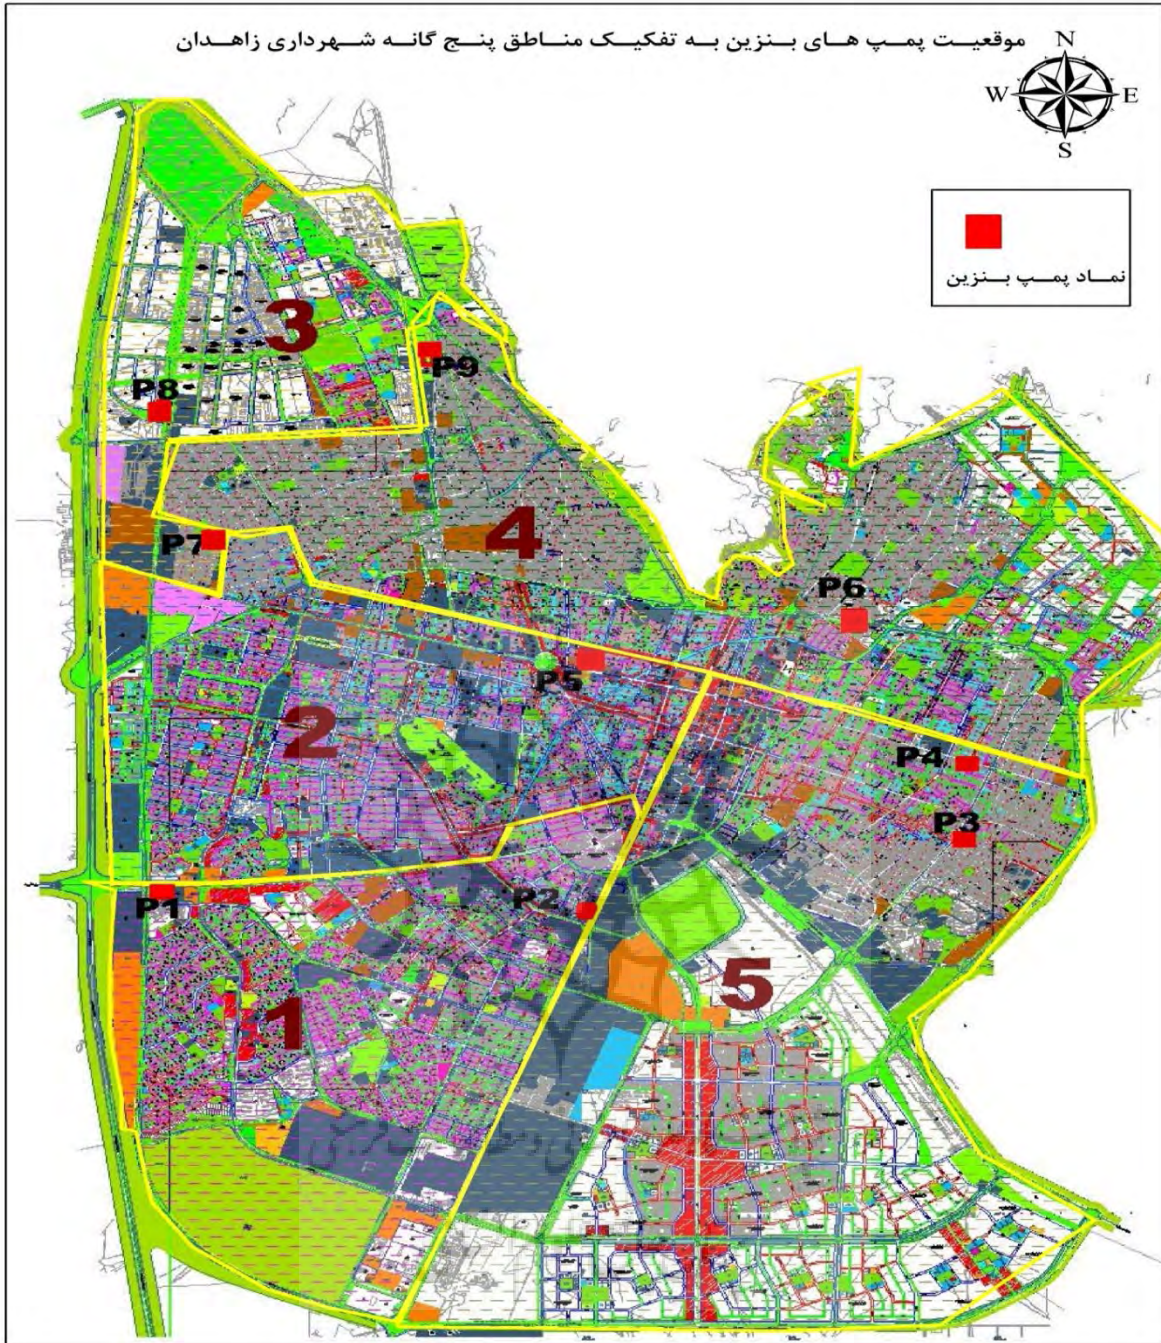 موقعیت پمپ های بنزین به تفکیک مناطق پنج گانه شهرداری زاهدان
N
W E
S
نماد پمپ بنزین
3
P9
P8
4
P7
P6
P5
2
P4
P3
P2
P1
5
1